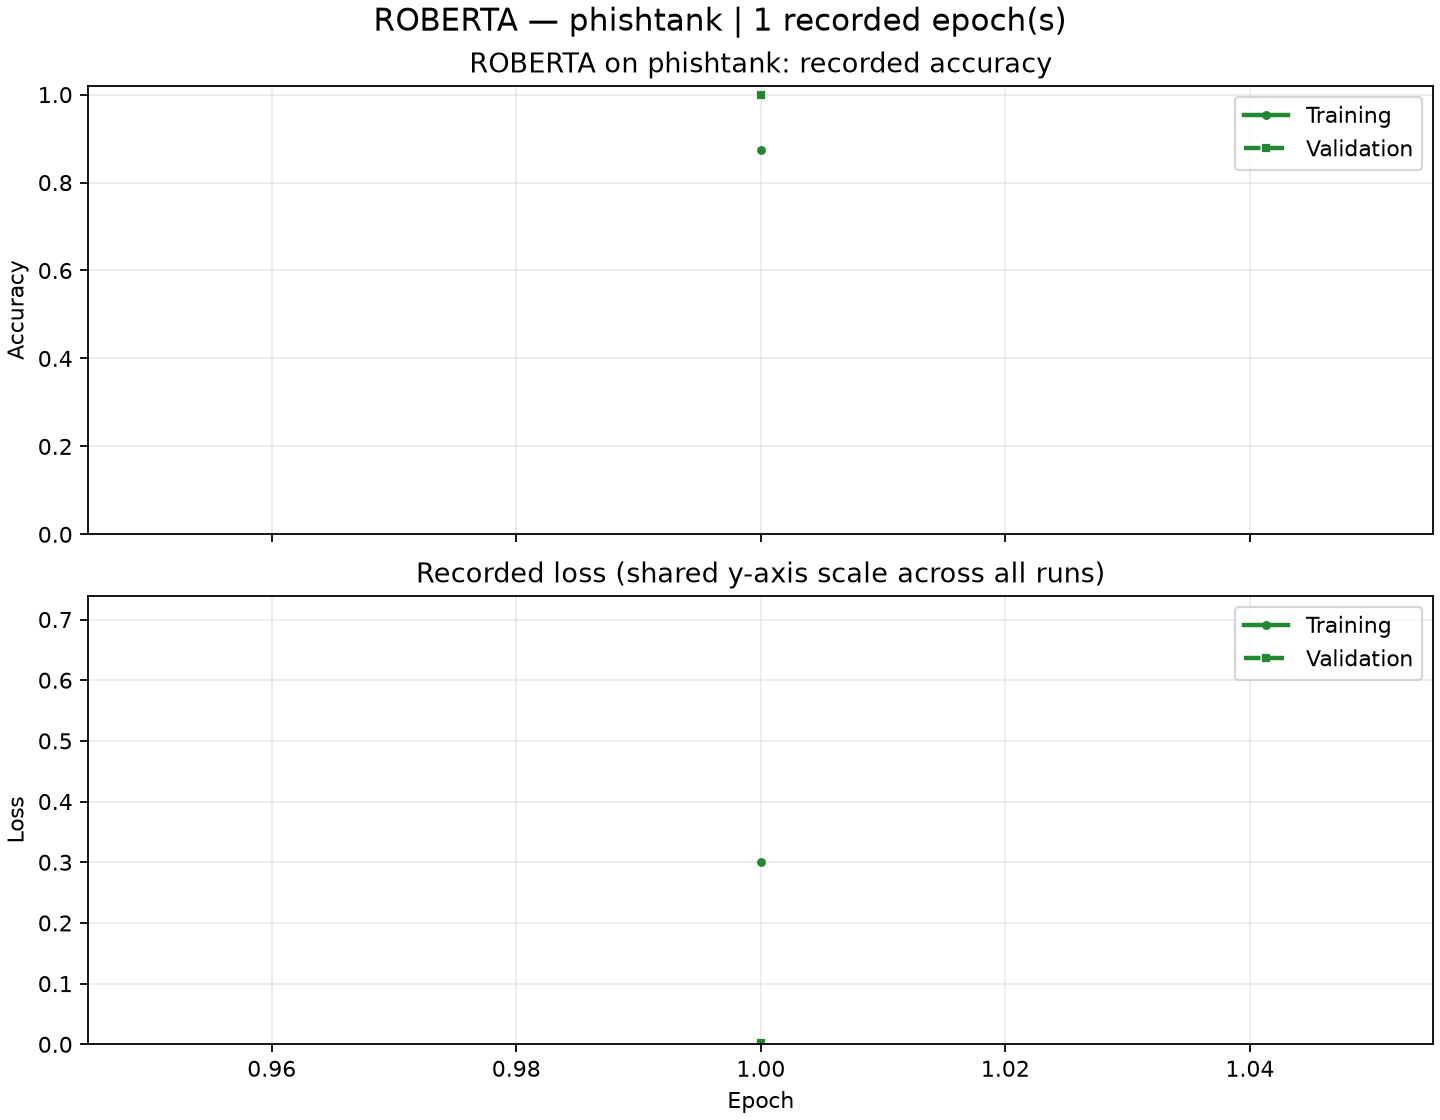 ROBERTA — phishtank | 1 recorded epoch(s)
ROBERTA on phishtank: recorded accuracy
1.0
0.8
0.6
0.4
0.2
0.0
Accuracy
Training
Validation
Recorded loss (shared y-axis scale across all runs)
0.7
0.6
0.5
0.4
0.3
0.2
0.1
0.0
Loss
Training
Validation
0.96 0.98 1.00 1.02 1.04
Epoch